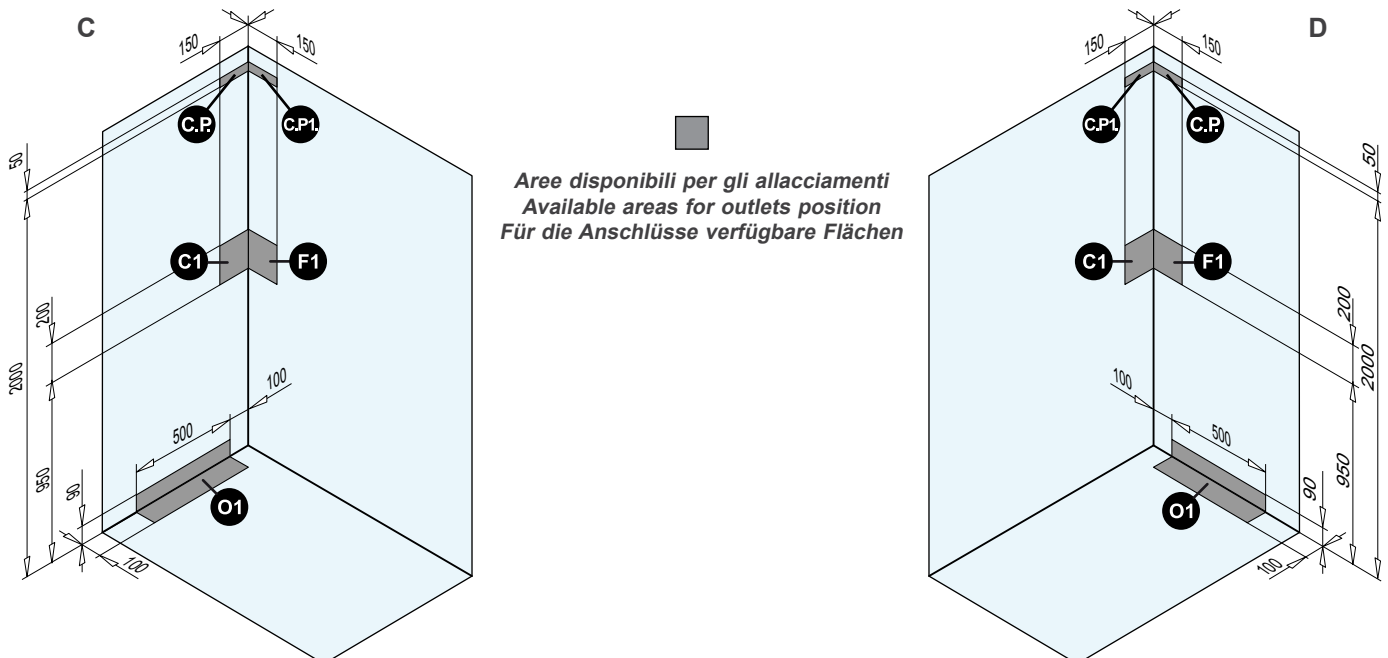 C
150
150
C.P.
C.P1.
50
C1
F1
200
2000
100
500
950
90
O1
100
Aree disponibili per gli allacciamenti
Available areas for outlets position
Für die Anschlüsse verfügbare Flächen
D
150
150
C.P1.
C.P.
50
C1
F1
200
2000
100
500
950
90
O1
100